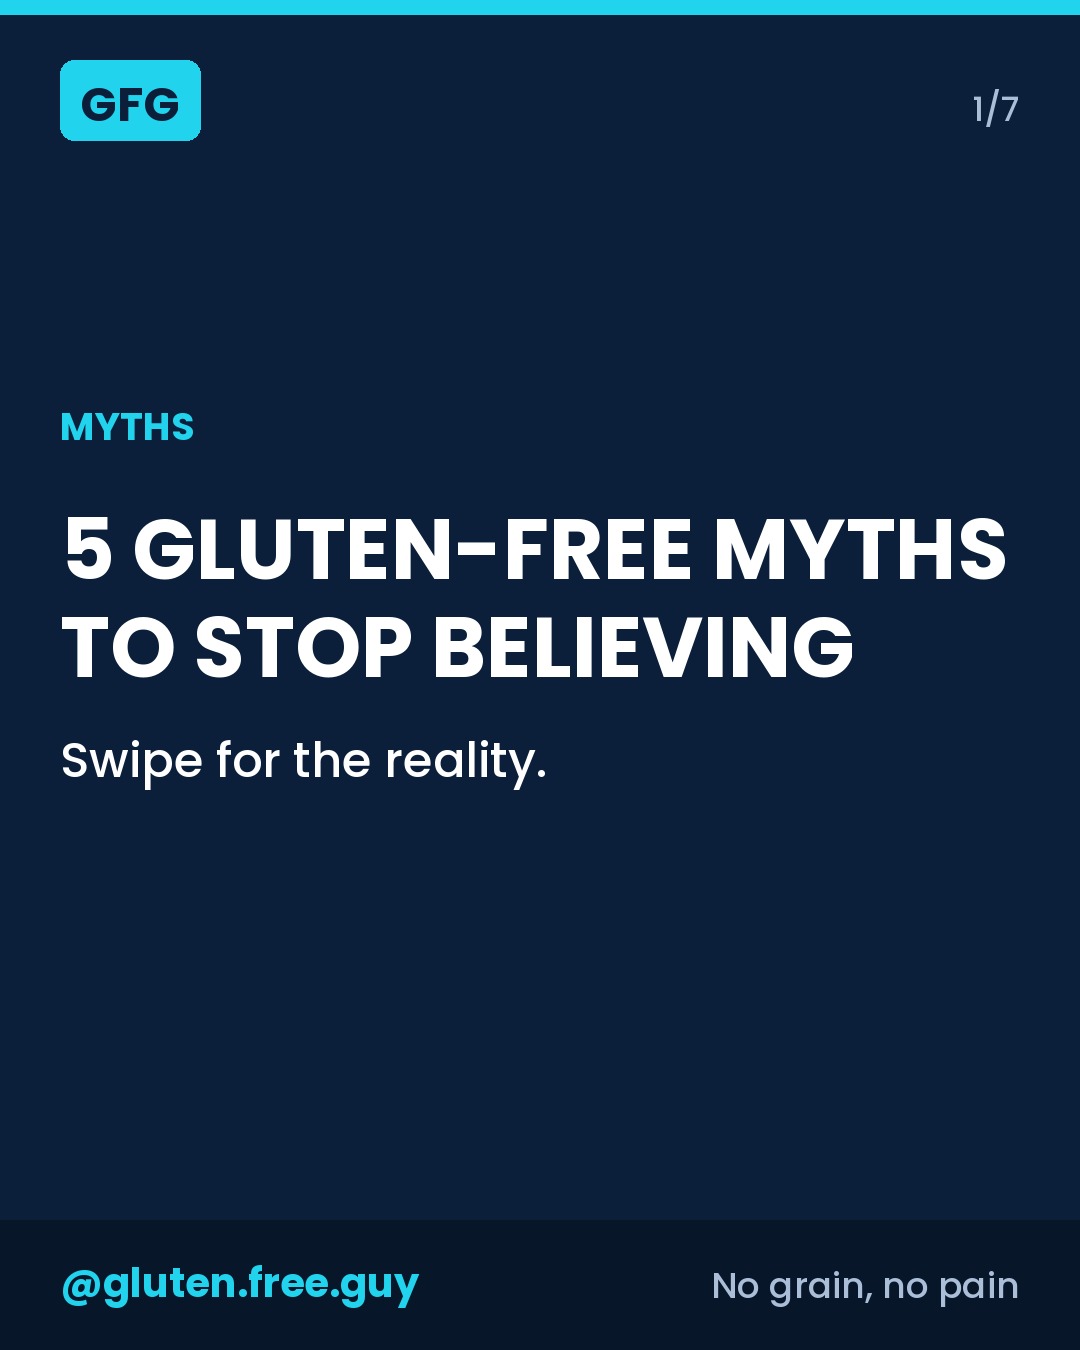 GFG
1/7
MYTHS
5 GLUTEN-FREE MYTHS
TO STOP BELIEVING
Swipe for the reality.
@gluten.free.guy
No grain, no pain